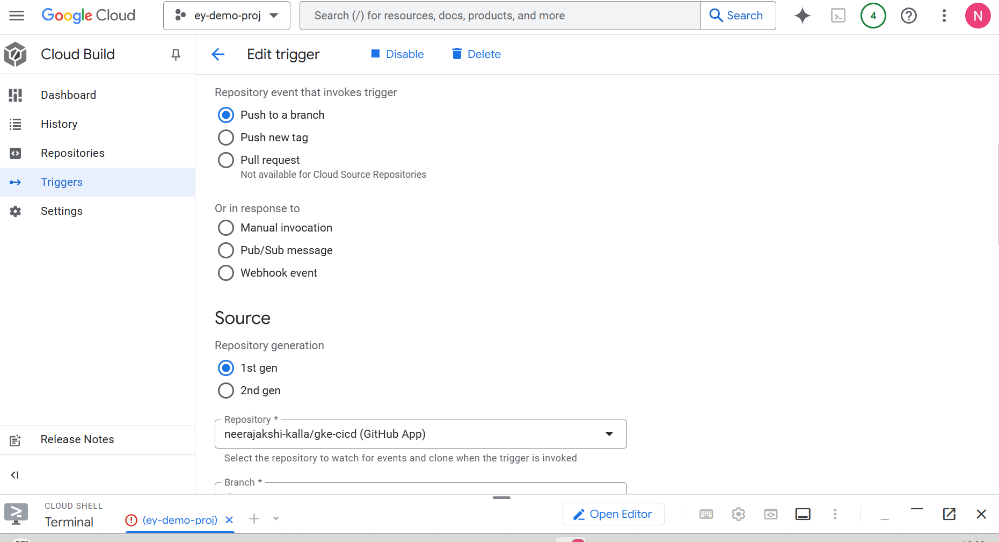 Google Cloud
ey-demo-proj
Search (/) for resources, docs, products, and more
Search
4
N
Cloud Build
Edit trigger
Disable
Delete
Dashboard
History
Repositories
Triggers
Settings
Release Notes
Repository event that invokes trigger
Push to a branch
Push new tag
Pull request
Not available for Cloud Source Repositories
Or in response to
Manual invocation
Pub/Sub message
Webhook event
Source
Repository generation
1st gen
2nd gen
Repository *
neerajakshi-kalla/gke-cicd (GitHub App)
Select the repository to watch for events and clone when the trigger is invoked
Branch *
CLOUD SHELL
Terminal
(ey-demo-proj)
Open Editor